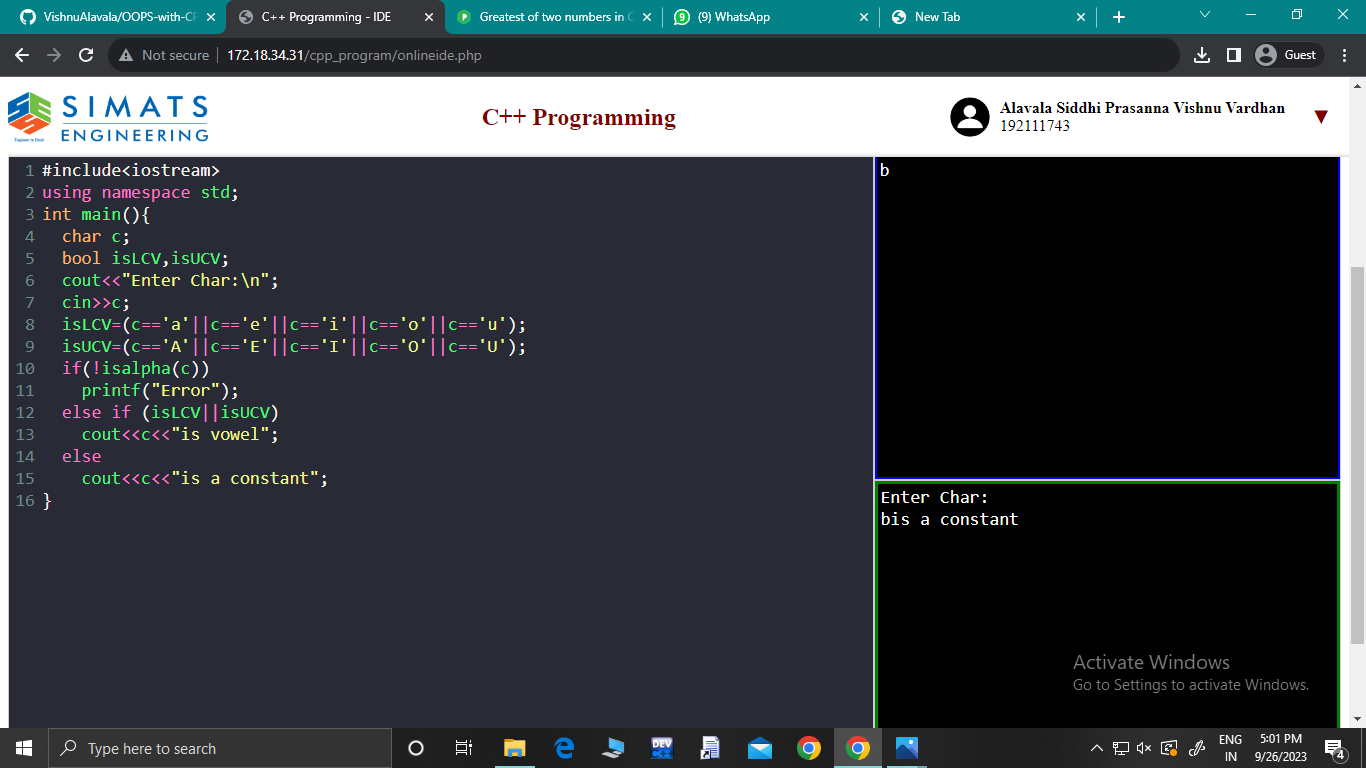 VishnuAlavala/OOPS-with-CP
C++ Programming - IDE
Greatest of two numbers in C
(9) WhatsApp
New Tab
Not secure
172.18.34.31/cpp_program/onlineide.php
Guest
SIMATS
ENGINEERING
Engineer to Excel
C++ Programming
Alavala Siddhi Prasanna Vishnu Vardhan
192111743
1 #include<iostream>
2 using namespace std;
3 int main(){
4   char c;
5   bool isLCV,isUCV;
6   cout<<"Enter Char:\n";
7   cin>>c;
8   isLCV=(c=='a'||c=='e'||c=='i'||c=='o'||c=='u');
9   isUCV=(c=='A'||c=='E'||c=='I'||c=='O'||c=='U');
10   if(!isalpha(c))
11     printf("Error");
12   else if (isLCV||isUCV)
13     cout<<c<<"is vowel";
14   else
15     cout<<c<<"is a constant";
16 }
b
Enter Char:
bis a constant
Activate Windows
Go to Settings to activate Windows.
Type here to search
DEV
ENG
IN
5:01 PM
9/26/2023
4